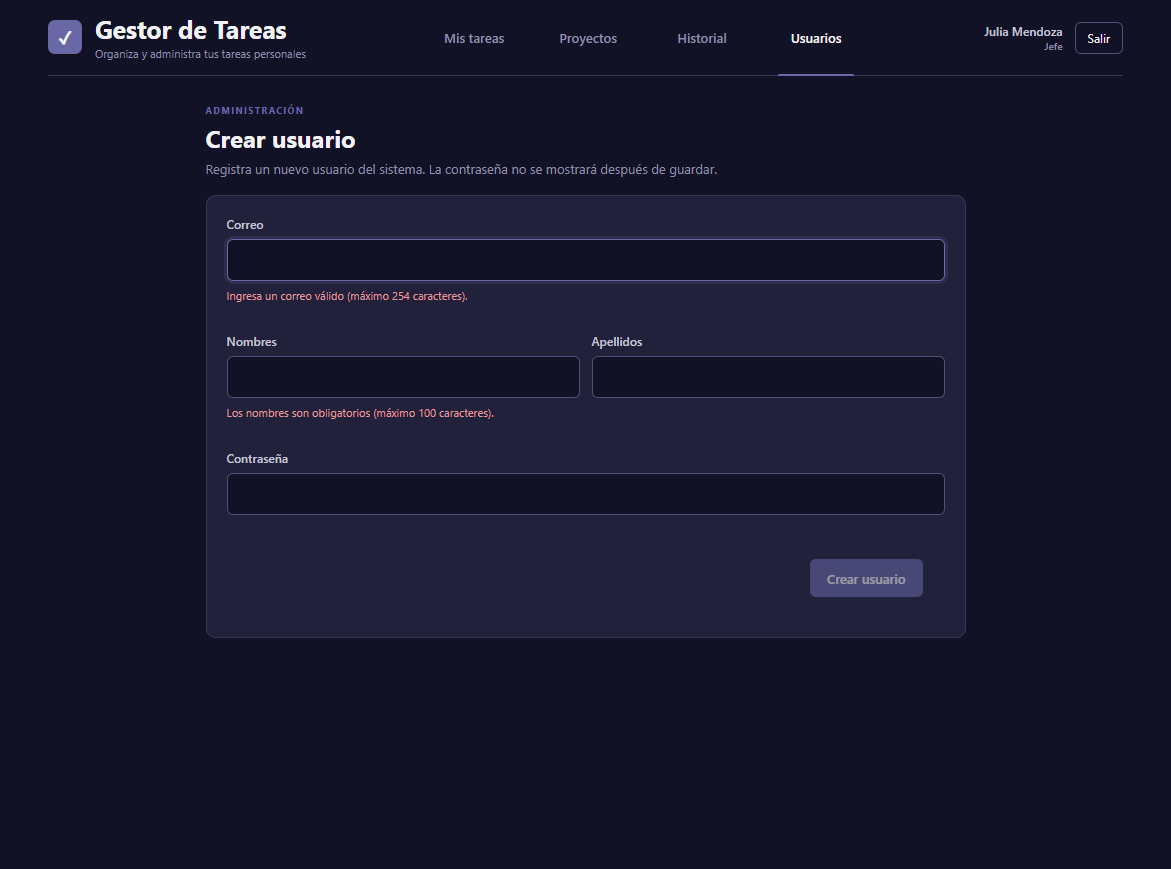 Gestor de Tareas
Organiza y administra tus tareas personales
Mis tareas
Proyectos
Historial
Usuarios
Julia Mendoza
Jefe
Salir
ADMINISTRACIÓN
Crear usuario
Registra un nuevo usuario del sistema. La contraseña no se mostrará después de guardar.
Correo
Ingresa un correo válido (máximo 254 caracteres).
Nombres
Apellidos
Los nombres son obligatorios (máximo 100 caracteres).
Contraseña
Crear usuario